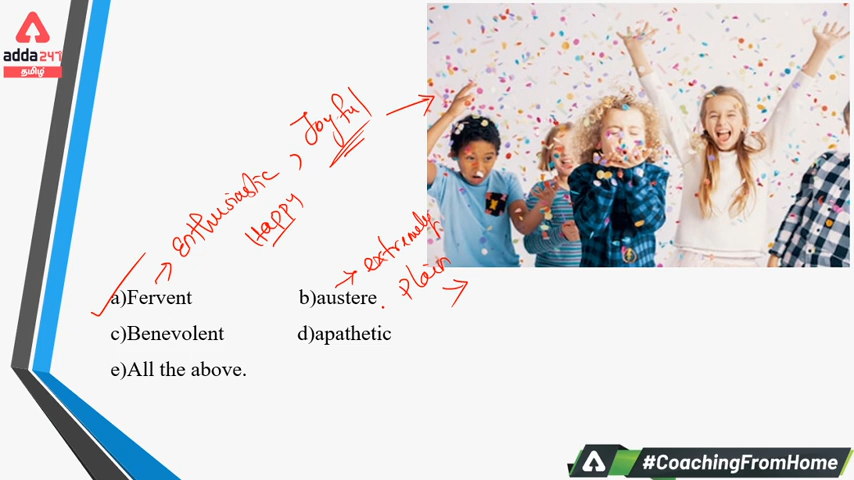 adda247
தமிழ்
Joyful
Enthusiastic ,
Happy
extremely
Plain
a)Fervent b)austere
c)Benevolent d)apathetic
e)All the above.
#CoachingFromHome